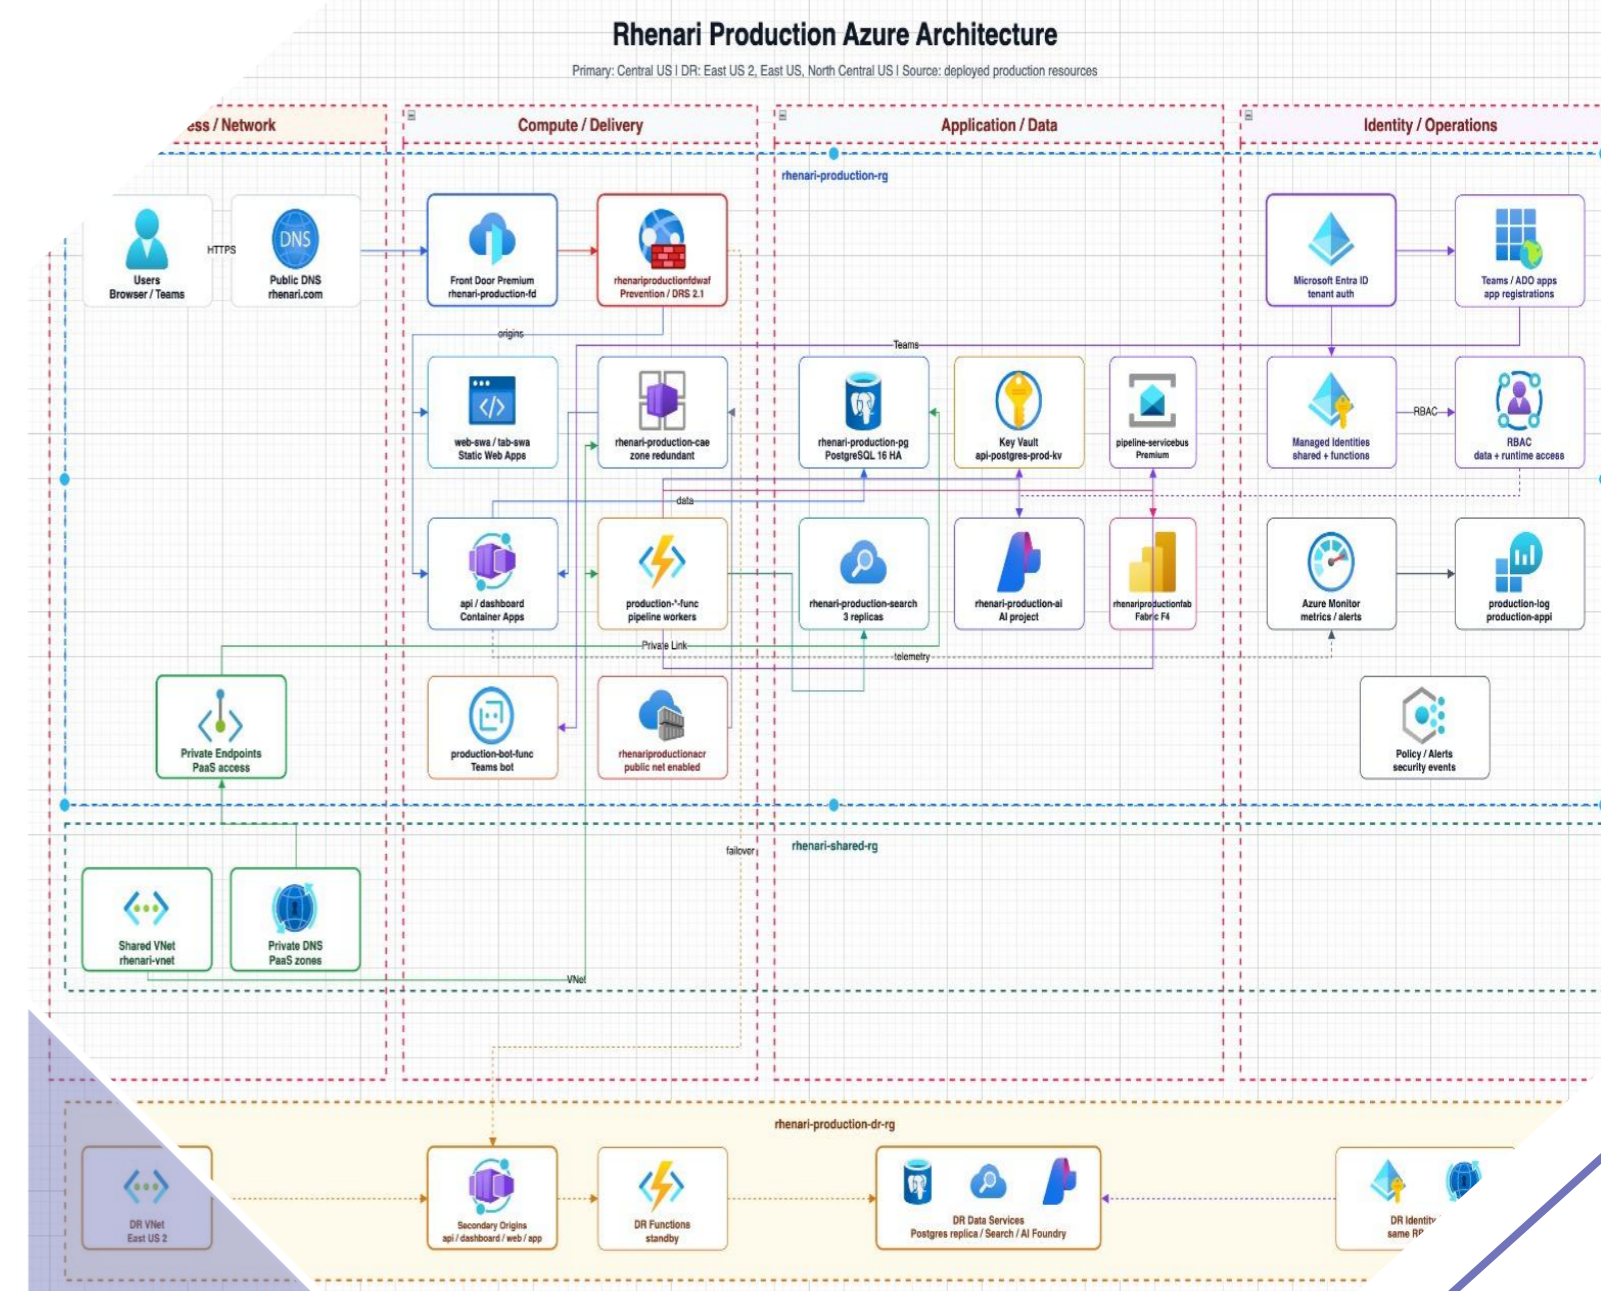 Rhenari Production Azure Architecture
Primary: Central US | DR: East US 2, East US, North Central US | Source: deployed production resources
ess / Network
Compute / Delivery
Application / Data
Identity / Operations
rhenari-production-rg
Users
Browser / Teams
HTTPS
DNS
Public DNS
rhenari.com
Front Door Premium
rhenari-production-fd
rhenariproductionfdwaf
Prevention / DRS 2.1
Microsoft Entra ID
tenant auth
Teams / ADO apps
app registrations
origins
Teams
web-swa / tab-swa
Static Web Apps
rhenari-production-cae
zone redundant
rhenari-production-pg
PostgreSQL 16 HA
Key Vault
api-postgres-prod-kv
pipeline-servicebus
Premium
Managed Identities
shared + functions
RBAC
RBAC
data + runtime access
data
api / dashboard
Container Apps
production-*-func
pipeline workers
rhenari-production-search
3 replicas
rhenari-production-ai
AI project
rhenariproductionfab
Fabric F4
Azure Monitor
metrics / alerts
production-log
production-appi
Private Link
telemetry
Private Endpoints
PaaS access
production-bot-func
Teams bot
rhenariproductionacr
public net enabled
Policy / Alerts
security events
failover
rhenari-shared-rg
Shared VNet
rhenari-vnet
Private DNS
PaaS zones
VNet
rhenari-production-dr-rg
DR VNet
East US 2
Secondary Origins
api / dashboard / web / app
DR Functions
standby
DR Data Services
Postgres replica / Search / AI Foundry
DR Identity
same